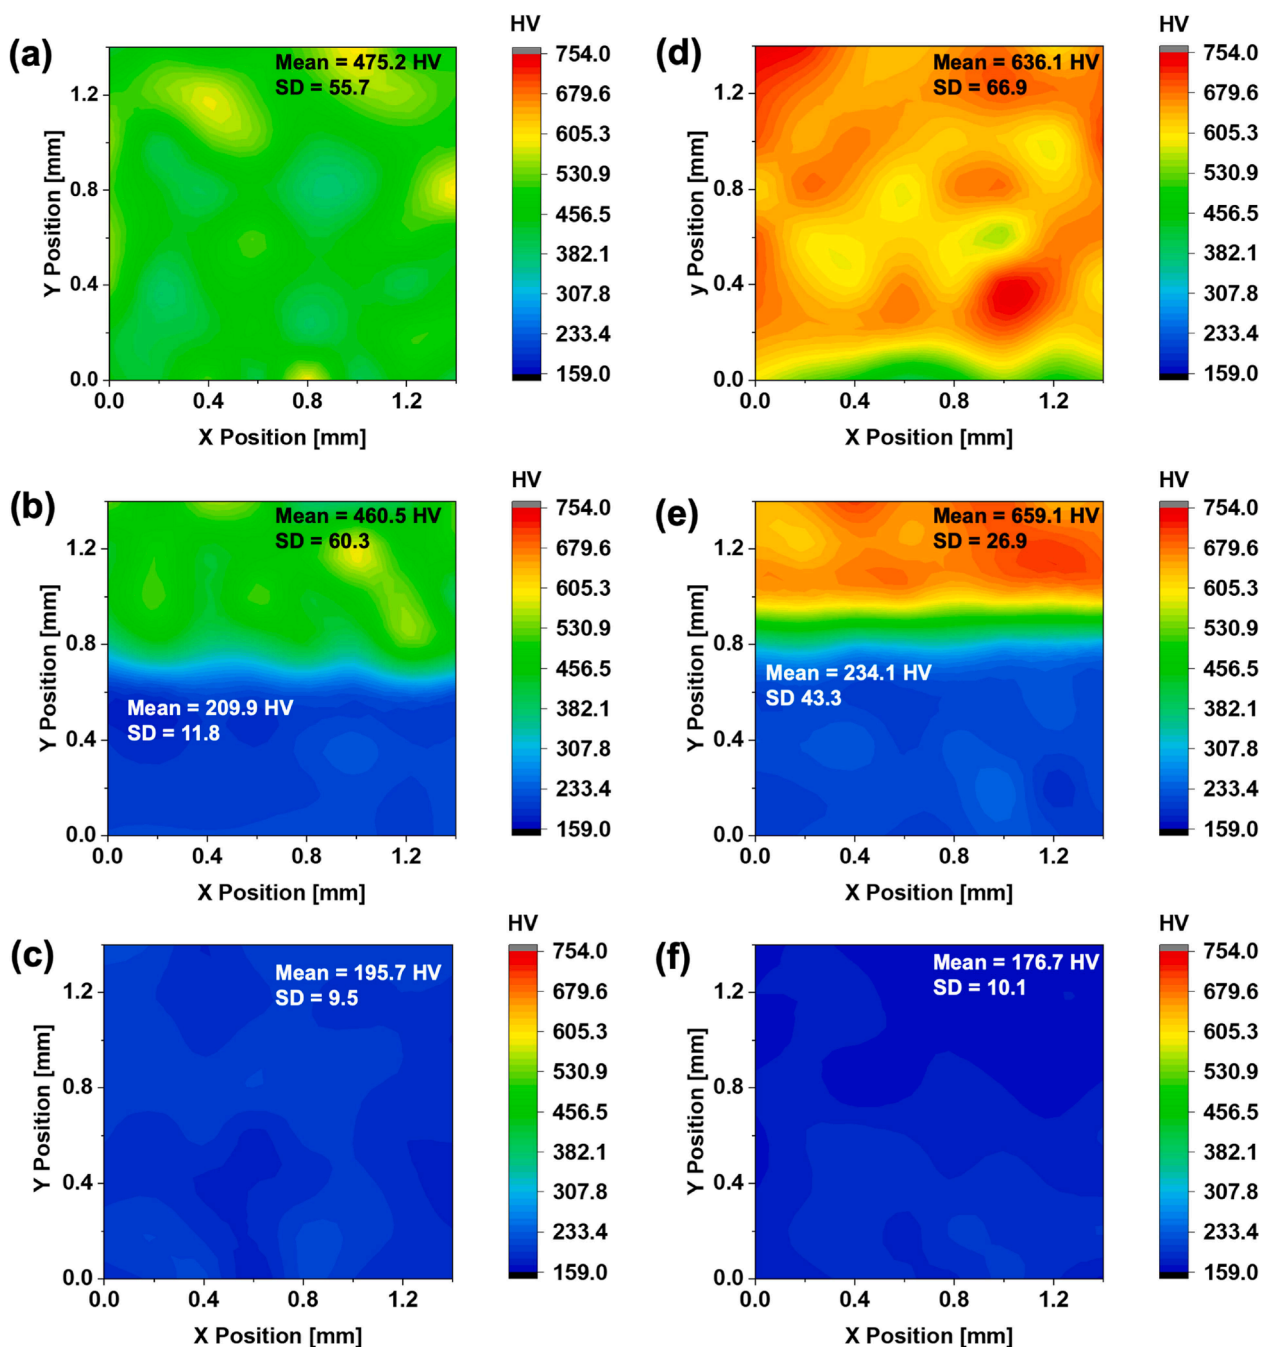 (a)
Mean = 475.2 HV
SD = 55.7
Y Position [mm]
1.2
0.8
0.4
0.0
0.0 0.4 0.8 1.2
X Position [mm]
HV
754.0
679.6
605.3
530.9
456.5
382.1
307.8
233.4
159.0
(d)
Mean = 636.1 HV
SD = 66.9
y Position [mm]
1.2
0.8
0.4
0.0
0.0 0.4 0.8 1.2
X Position [mm]
HV
754.0
679.6
605.3
530.9
456.5
382.1
307.8
233.4
159.0
(b)
Mean = 460.5 HV
SD = 60.3
Mean = 209.9 HV
SD = 11.8
Y Position [mm]
1.2
0.8
0.4
0.0
0.0 0.4 0.8 1.2
X Position [mm]
HV
754.0
679.6
605.3
530.9
456.5
382.1
307.8
233.4
159.0
(e)
Mean = 659.1 HV
SD = 26.9
Mean = 234.1 HV
SD 43.3
Y Position [mm]
1.2
0.8
0.4
0.0
0.0 0.4 0.8 1.2
X Position [mm]
HV
754.0
679.6
605.3
530.9
456.5
382.1
307.8
233.4
159.0
(c)
Mean = 195.7 HV
SD = 9.5
Y Position [mm]
1.2
0.8
0.4
0.0
0.0 0.4 0.8 1.2
X Position [mm]
HV
754.0
679.6
605.3
530.9
456.5
382.1
307.8
233.4
159.0
(f)
Mean = 176.7 HV
SD = 10.1
Y Position [mm]
1.2
0.8
0.4
0.0
0.0 0.4 0.8 1.2
X Position [mm]
HV
754.0
679.6
605.3
530.9
456.5
382.1
307.8
233.4
159.0